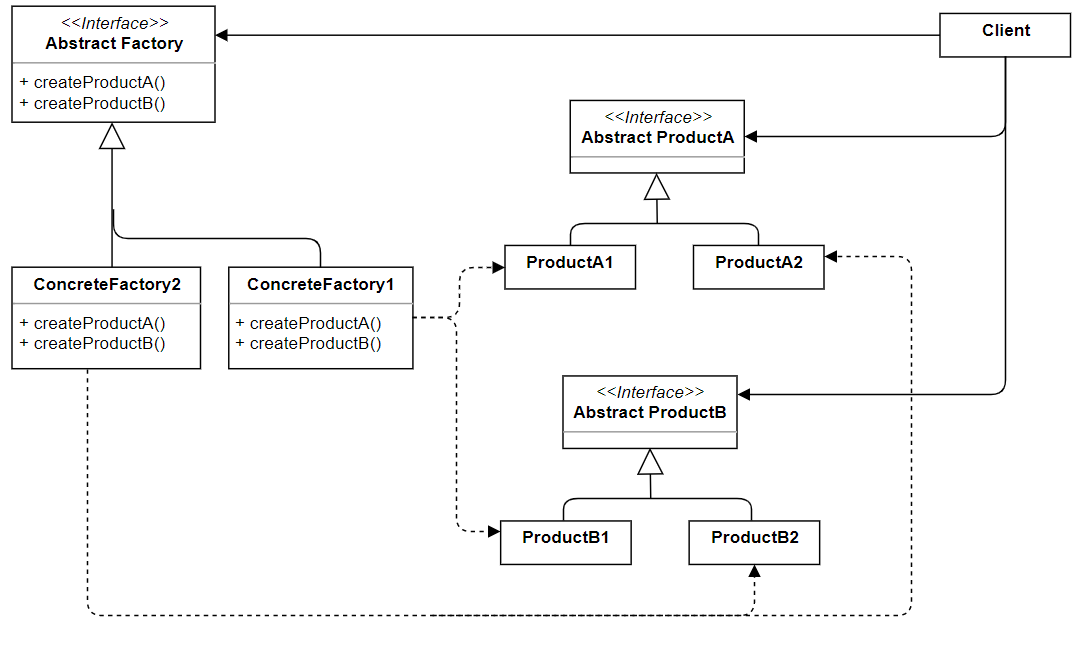 <<Interface>>
Abstract Factory
+ createProductA()
+ createProductB()
Client
<<Interface>>
Abstract ProductA
ProductA1
ProductA2
ConcreteFactory2
+ createProductA()
+ createProductB()
ConcreteFactory1
+ createProductA()
+ createProductB()
<<Interface>>
Abstract ProductB
ProductB1
ProductB2